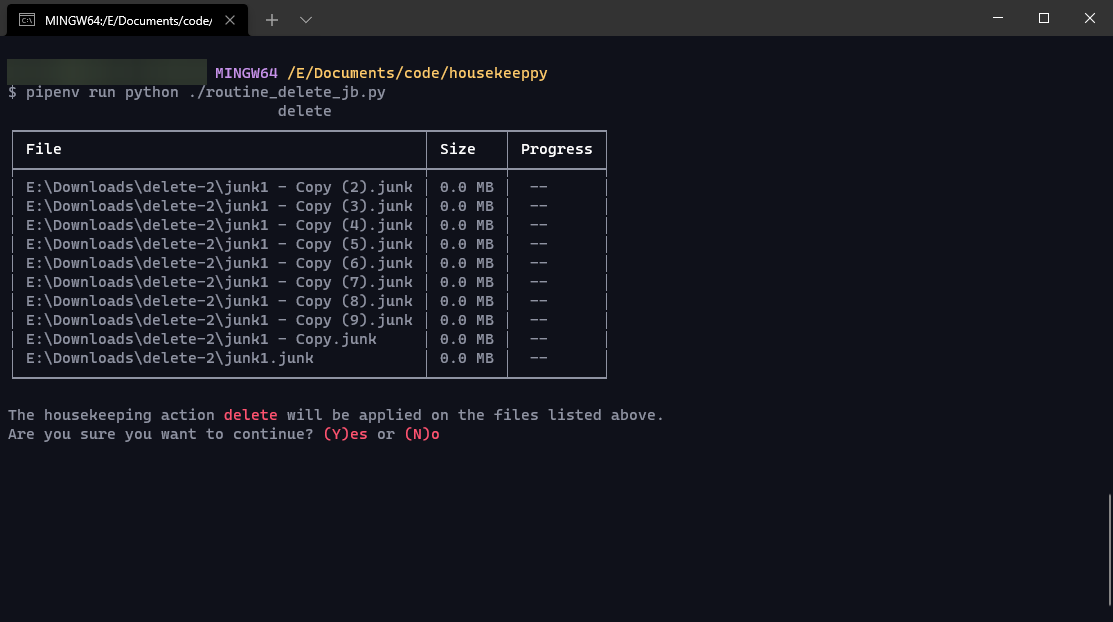 MINGW64:/E/Documents/code/
MINGW64 /E/Documents/code/housekeeppy
$ pipenv run python ./routine_delete_jb.py
delete
File Size Progress
E:\Downloads\delete-2\junk1 - Copy (2).junk 0.0 MB --
E:\Downloads\delete-2\junk1 - Copy (3).junk 0.0 MB --
E:\Downloads\delete-2\junk1 - Copy (4).junk 0.0 MB --
E:\Downloads\delete-2\junk1 - Copy (5).junk 0.0 MB --
E:\Downloads\delete-2\junk1 - Copy (6).junk 0.0 MB --
E:\Downloads\delete-2\junk1 - Copy (7).junk 0.0 MB --
E:\Downloads\delete-2\junk1 - Copy (8).junk 0.0 MB --
E:\Downloads\delete-2\junk1 - Copy (9).junk 0.0 MB --
E:\Downloads\delete-2\junk1 - Copy.junk 0.0 MB --
E:\Downloads\delete-2\junk1.junk 0.0 MB --
The housekeeping action delete will be applied on the files listed above.
Are you sure you want to continue? (Y)es or (N)o